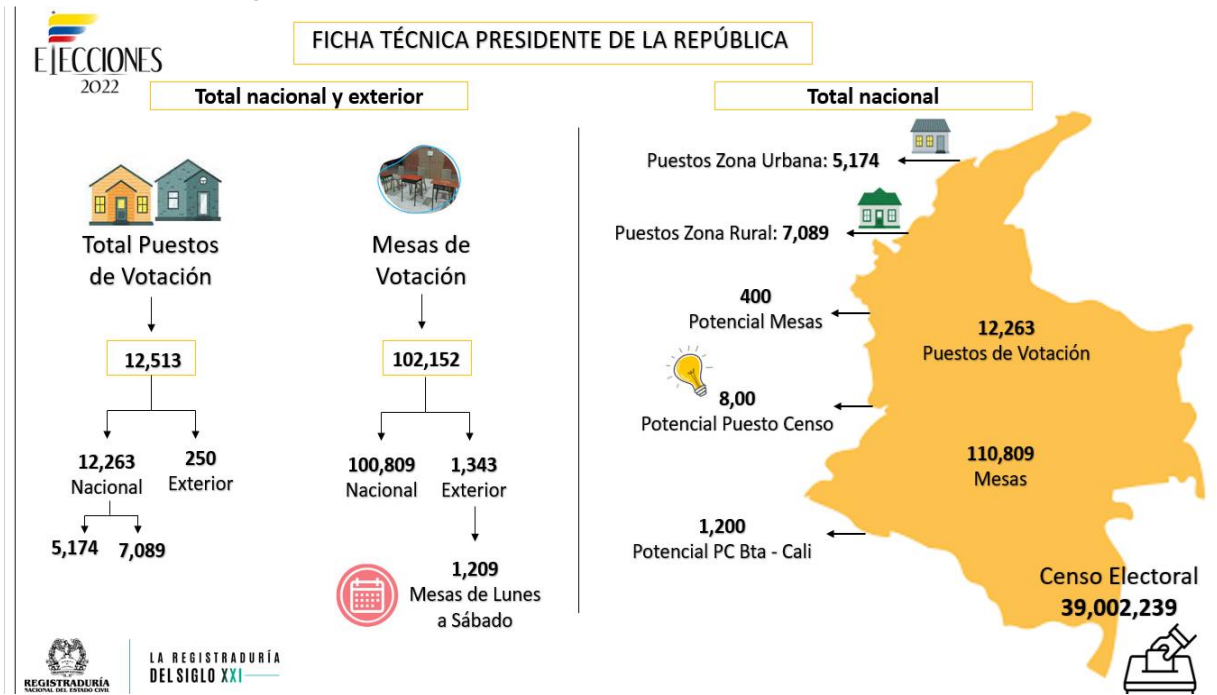 ELECCIONES
2022
FICHA TÉCNICA PRESIDENTE DE LA REPÚBLICA
Total nacional y exterior
Total Puestos
de Votación
12,513
12,263
Nacional
250
Exterior
5,174
7,089
Mesas de
Votación
102,152
100,809
Nacional
1,343
Exterior
1,209
Mesas de Lunes
a Sábado
Total nacional
Puestos Zona Urbana: 5,174
Puestos Zona Rural: 7,089
400
Potencial Mesas
8,00
Potencial Puesto Censo
1,200
Potencial PC Bta - Cali
12,263
Puestos de Votación
110,809
Mesas
Censo Electoral
39,002,239
REGISTRADURÍA
NACIONAL DEL ESTADO CIVIL
LA REGISTRADURÍA
DEL SIGLO XXI